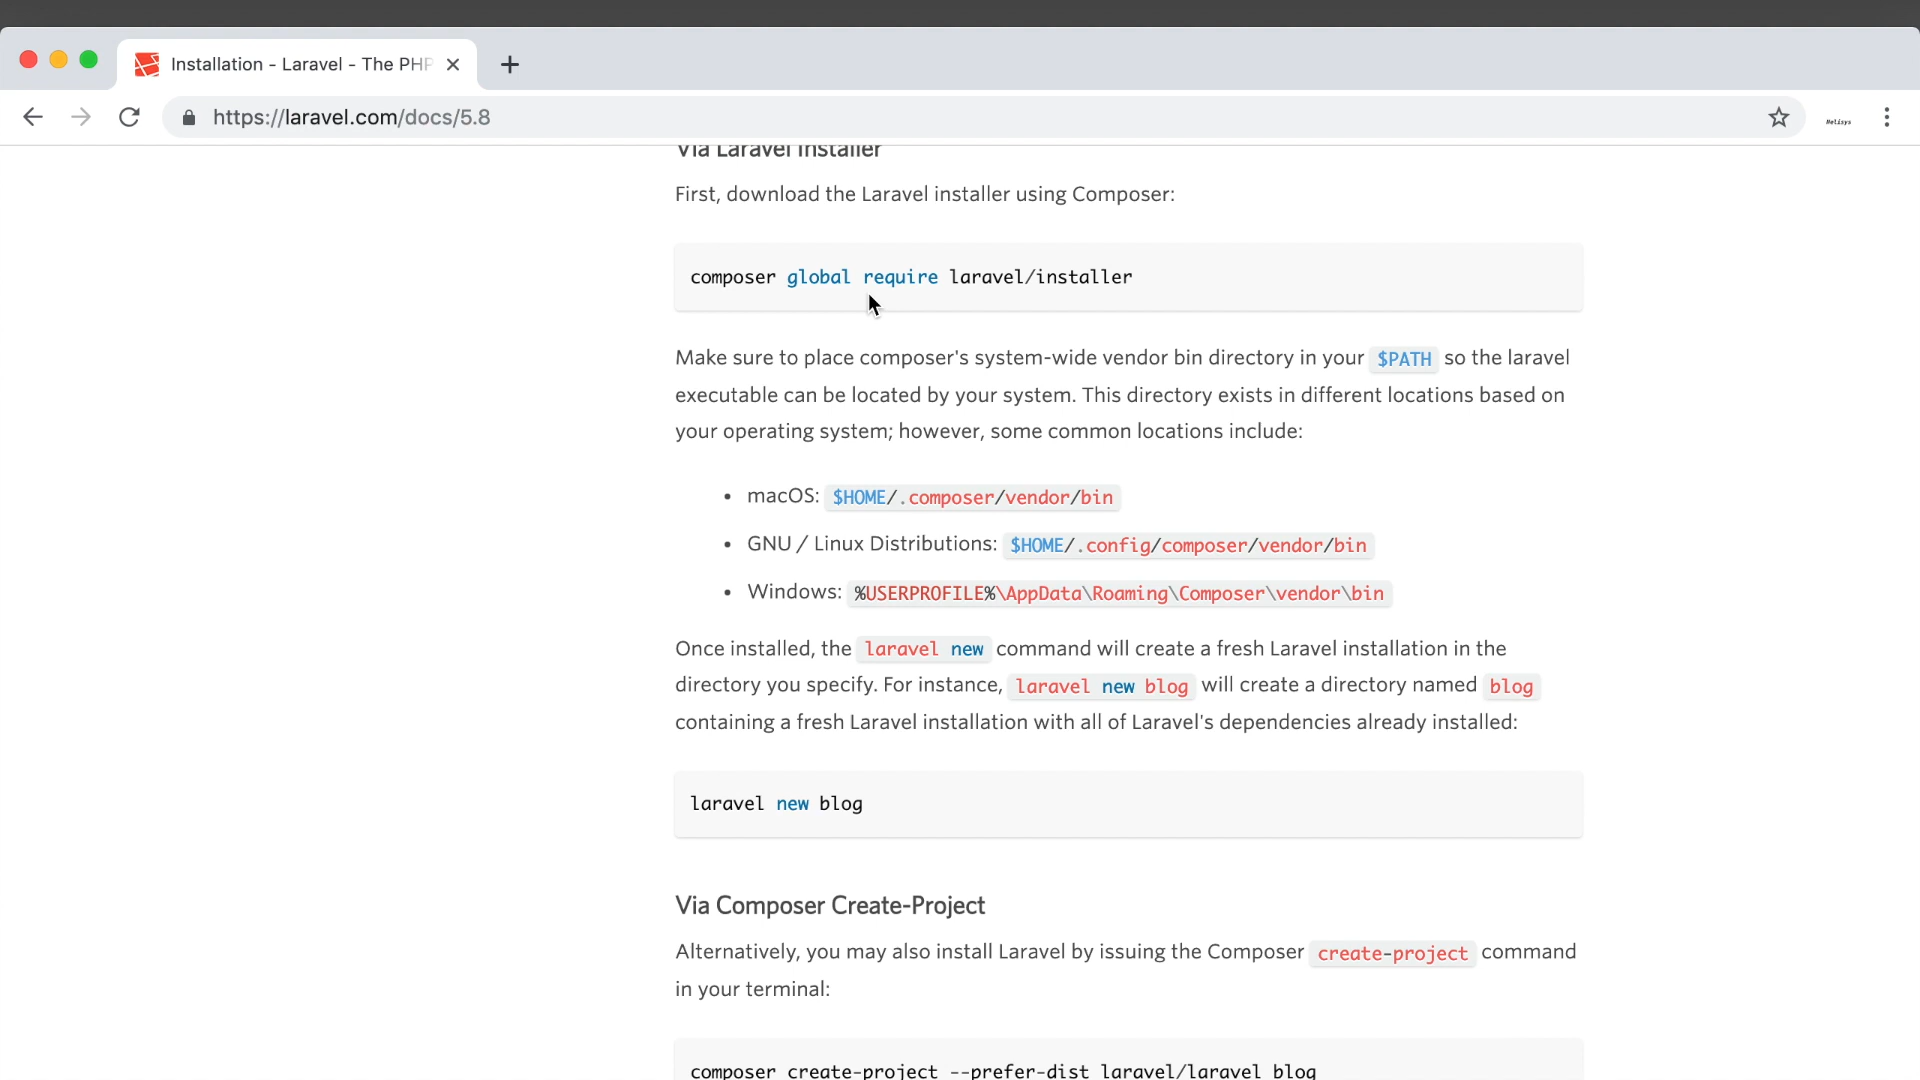 Installation - Laravel - The PHP
https://laravel.com/docs/5.8
Relisys
Via Laravel Installer
First, download the Laravel installer using Composer:
composer global require laravel/installer
Make sure to place composer's system-wide vendor bin directory in your $PATH so the laravel
executable can be located by your system. This directory exists in different locations based on
your operating system; however, some common locations include:
• macOS: $HOME/.composer/vendor/bin
• GNU / Linux Distributions: $HOME/.config/composer/vendor/bin
• Windows: %USERPROFILE%\AppData\Roaming\Composer\vendor\bin
Once installed, the laravel new command will create a fresh Laravel installation in the
directory you specify. For instance, laravel new blog will create a directory named blog
containing a fresh Laravel installation with all of Laravel's dependencies already installed:
laravel new blog
Via Composer Create-Project
Alternatively, you may also install Laravel by issuing the Composer create-project command
in your terminal:
composer create-project --prefer-dist laravel/laravel blog